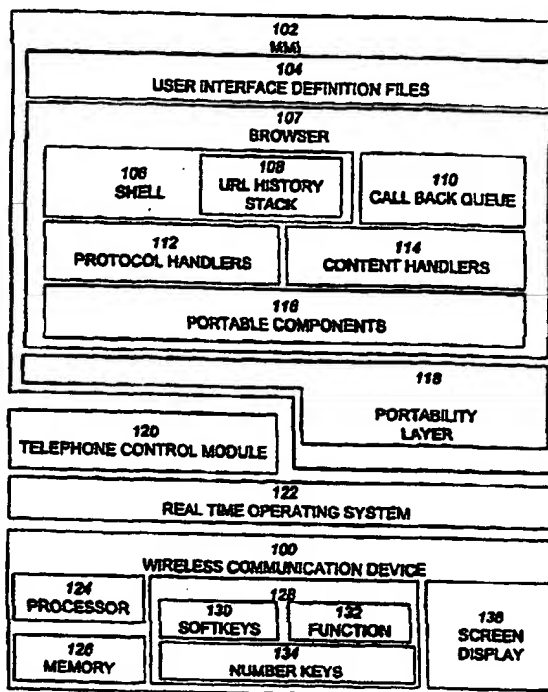 102
MMI
104
USER INTERFACE DEFINITION FILES
107
BROWSER
106
SHELL
108
URL HISTORY
STACK
110
CALL BACK QUEUE
112
PROTOCOL HANDLERS
114
CONTENT HANDLERS
116
PORTABLE COMPONENTS
118
PORTABILITY
LAYER
120
TELEPHONE CONTROL MODULE
122
REAL TIME OPERATING SYSTEM
100
WIRELESS COMMUNICATION DEVICE
124
PROCESSOR
126
MEMORY
128
130
SOFTKEYS
132
FUNCTION
134
NUMBER KEYS
136
SCREEN
DISPLAY